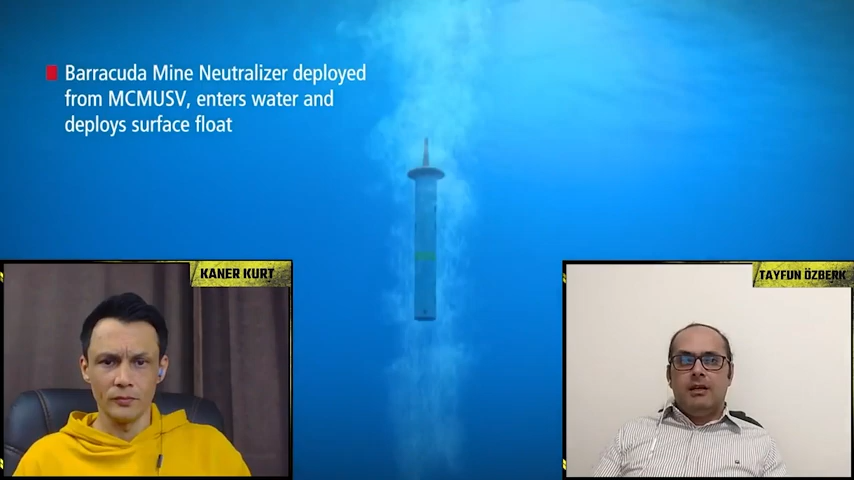 Barracuda Mine Neutralizer deployed
from MCMUSV, enters water and
deploys surface float
KANER KURT
TAYFUN ÖZBERK